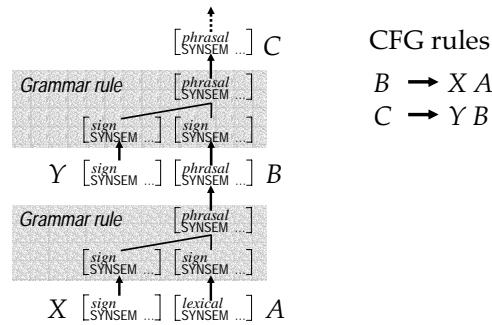 [phrasal SYNSEM ...] C
CFG rules
Grammar rule
[phrasal SYNSEM ...]
B → X A
C → Y B
[sign SYNSEM ...] [sign SYNSEM ...]
Y [sign SYNSEM ...] [phrasal SYNSEM ...] B
Grammar rule
[phrasal SYNSEM ...]
[sign SYNSEM ...] [sign SYNSEM ...]
X [sign SYNSEM ...] [lexical SYNSEM ...] A